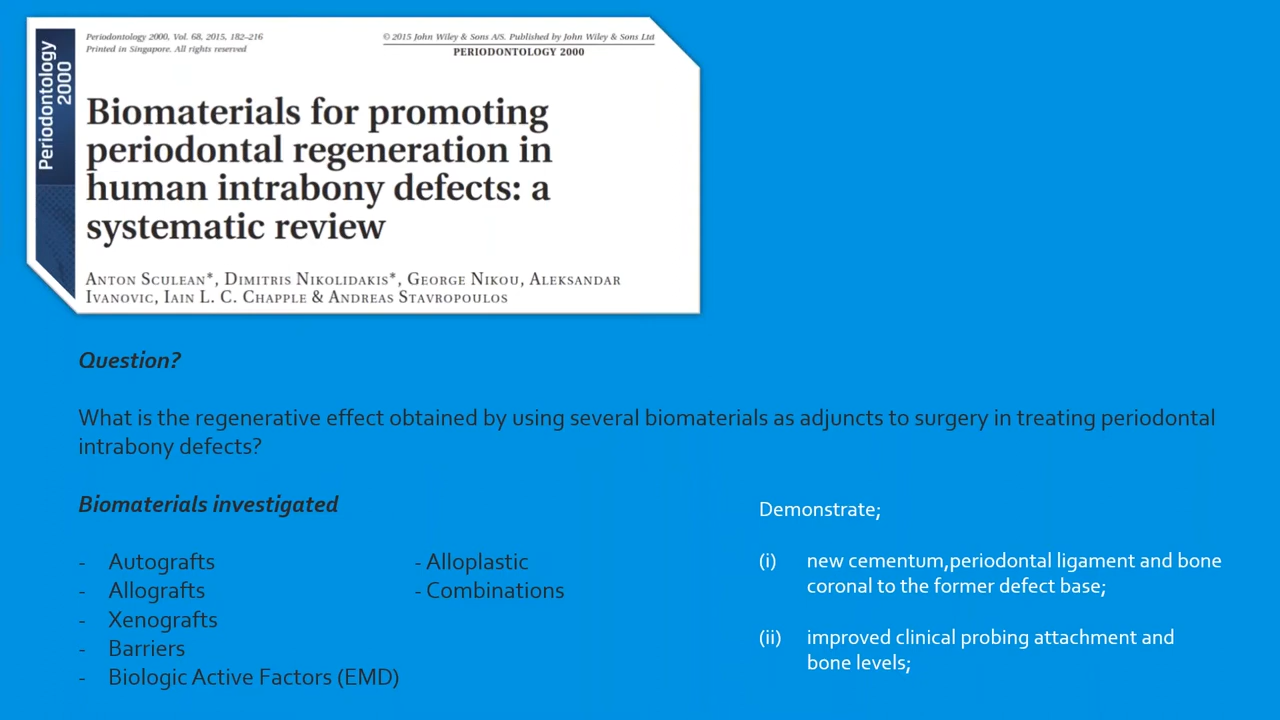 Periodontology
2000
Periodontology 2000, Vol. 68, 2015, 182–216
Printed in Singapore. All rights reserved
© 2015 John Wiley & Sons A/S. Published by John Wiley & Sons Ltd
PERIODONTOLOGY 2000
Biomaterials for promoting
periodontal regeneration in
human intrabony defects: a
systematic review
Anton Sculean*, Dimitris Nikolidakis*, George Nikou, Aleksandar
Ivanovic, Iain L. C. Chapple & Andreas Stavropoulos
Question?
What is the regenerative effect obtained by using several biomaterials as adjuncts to surgery in treating periodontal
intrabony defects?
Biomaterials investigated
- Autografts
- Allografts
- Xenografts
- Barriers
- Biologic Active Factors (EMD)
- Alloplastic
- Combinations
Demonstrate;
(i) new cementum,periodontal ligament and bone
coronal to the former defect base;
(ii) improved clinical probing attachment and
bone levels;